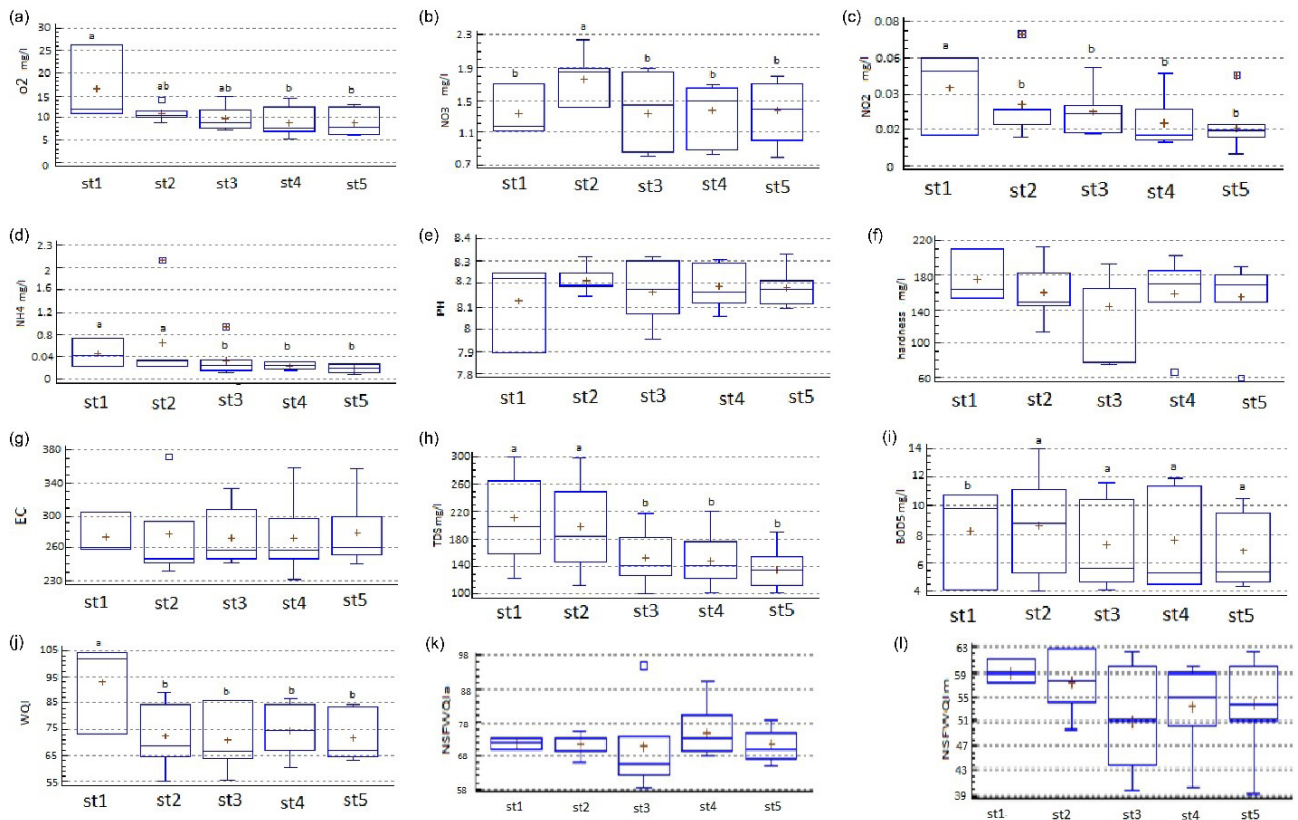 (a)
O2 mg/l
30
25
20
15
10
5
0
a
ab
ab
b
b
st1 st2 st3 st4 st5
(b)
NO3 mg/l
2.3
1.9
1.5
1.1
0.7
b
a
b
b
b
st1 st2 st3 st4 st5
(c)
NO2 mg/l
0.08
0.06
0.03
0.02
0
a
b
b
b
b
st1 st2 st3 st4 st5
(d)
NH4 mg/l
2.3
2
1.2
0.8
0.04
0
a
a
b
b
b
st1 st2 st3 st4 st5
(e)
PH
8.4
8.3
8.2
8.1
8
7.9
7.8
st1 st2 st3 st4 st5
(f)
hardness mg/l
220
180
140
100
60
st1 st2 st3 st4 st5
(g)
EC
380
350
300
260
230
st1 st2 st3 st4 st5
(h)
TDS mg/l
300
260
220
180
140
100
a
a
b
b
b
st1 st2 st3 st4 st5
(i)
BOD5 mg/l
14
12
10
8
6
4
b
a
a
a
a
st1 st2 st3 st4 st5
(j)
WQI
105
95
85
75
65
55
a
b
b
b
b
st1 st2 st3 st4 st5
(k)
NSFWQIa
98
88
78
68
58
st1 st2 st3 st4 st5
(l)
NSFWQIm
63
59
55
51
47
43
39
st1 st2 st3 st4 st5